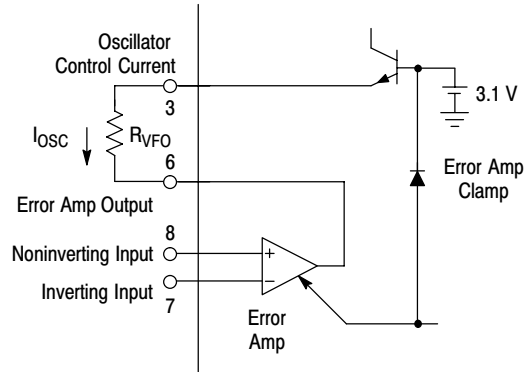 Oscillator
Control Current
3
3.1 V
IOSC
RVFO
6
Error Amp Output
Error Amp
Clamp
8
Noninverting Input
+
Inverting Input
−
7
Error
Amp